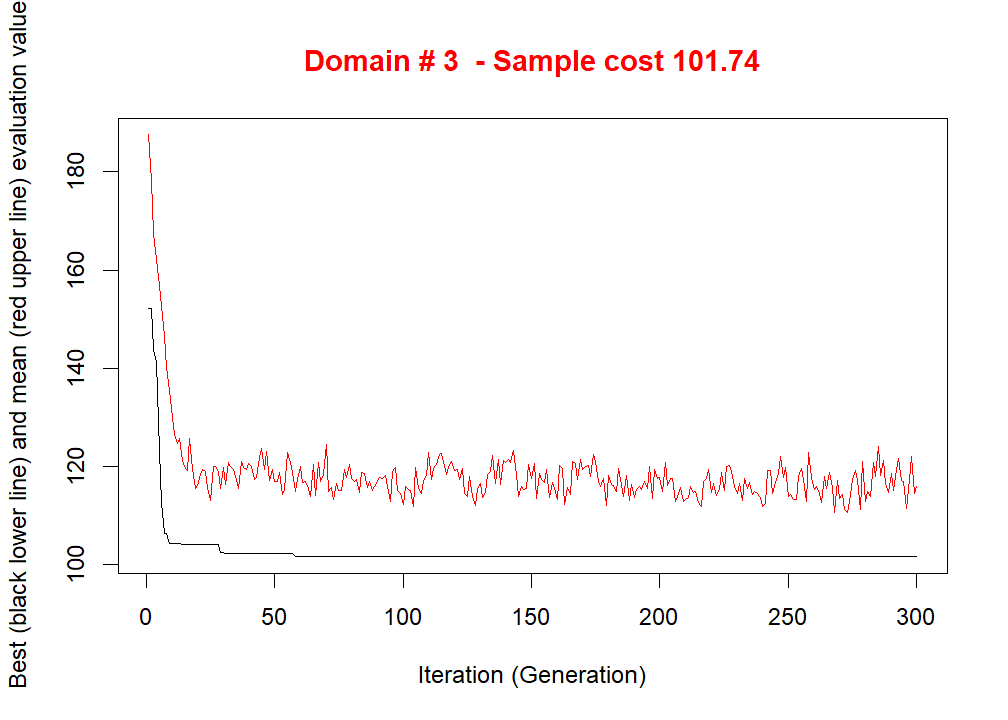 Domain # 3  - Sample cost 101.74
Best (black lower line) and mean (red upper line) evaluation value
180
160
140
120
100
0 50 100 150 200 250 300
Iteration (Generation)